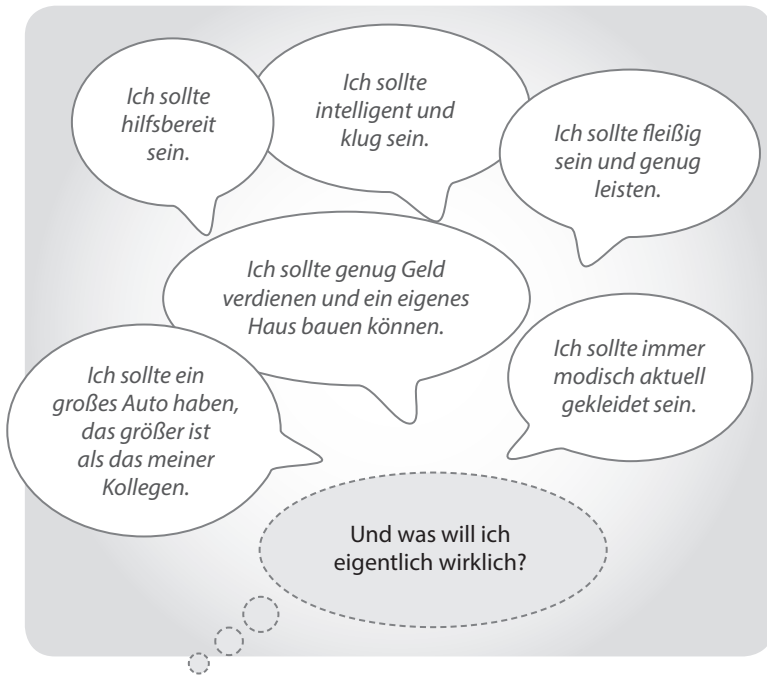 Ich sollte
hilfsbereit
sein.
Ich sollte
intelligent und
klug sein.
Ich sollte fleißig
sein und genug
leisten.
Ich sollte genug Geld
verdienen und ein eigenes
Haus bauen können.
Ich sollte ein
großes Auto haben,
das größer ist
als das meiner
Kollegen.
Ich sollte immer
modisch aktuell
gekleidet sein.
Und was will ich
eigentlich wirklich?